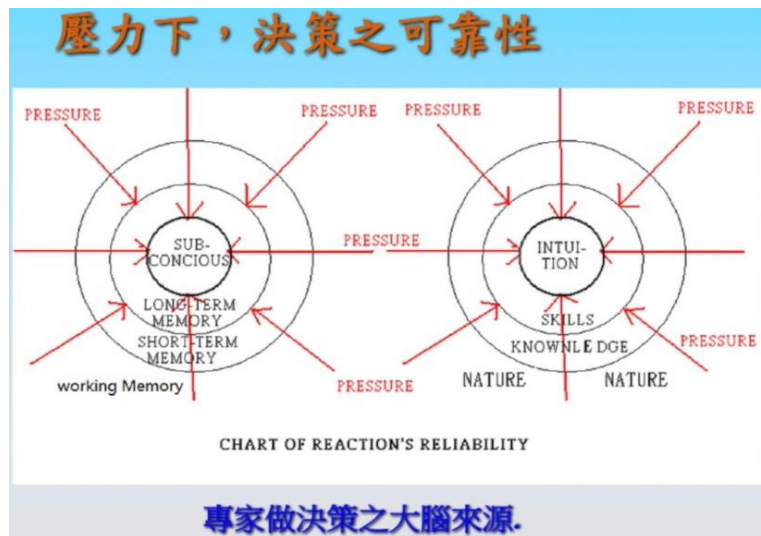 壓力下，決策之可靠性
PRESSURE
PRESSURE
PRESSURE
PRESSURE
SUB-
CONCIOUS
PRESSURE
INTUI-
TION
LONG-TERM
MEMORY
SHORT-TERM
MEMORY
SKILLS
KNOWNLEDGE
PRESSURE
working Memory
PRESSURE
NATURE
NATURE
CHART OF REACTION'S RELIABILITY
專家做決策之大腦來源.